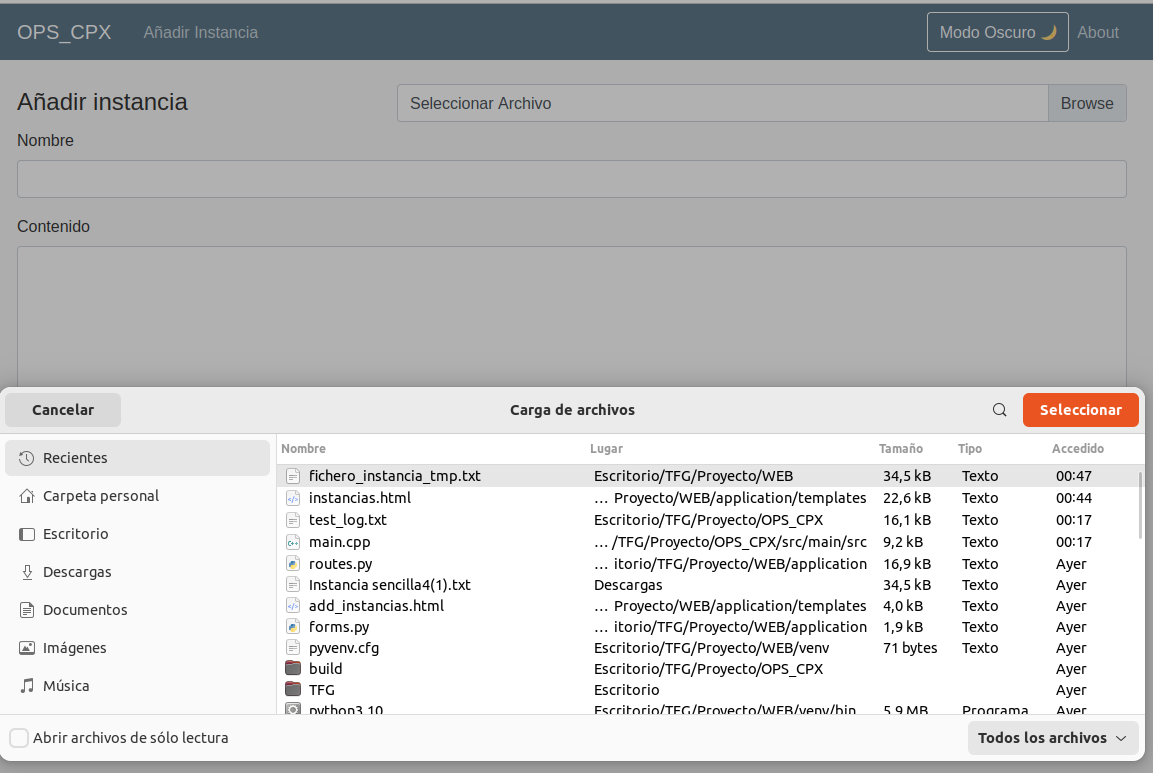 OPS_CPX Añadir Instancia Modo Oscuro 🌙 About
Añadir instancia Seleccionar Archivo Browse
Nombre
Contenido
Cancelar Carga de archivos Seleccionar
Recientes
Carpeta personal
Escritorio
Descargas
Documentos
Imágenes
Música
Nombre Lugar Tamaño Tipo Accedido
fichero_instancia_tmp.txt Escritorio/TFG/Proyecto/WEB 34,5 kB Texto 00:47
instancias.html … Proyecto/WEB/application/templates 22,6 kB Texto 00:44
test_log.txt Escritorio/TFG/Proyecto/OPS_CPX 16,1 kB Texto 00:17
main.cpp … /TFG/Proyecto/OPS_CPX/src/main/src 9,2 kB Texto 00:17
routes.py … itorio/TFG/Proyecto/WEB/application 16,9 kB Texto Ayer
Instancia sencilla4(1).txt Descargas 34,5 kB Texto Ayer
add_instancias.html … Proyecto/WEB/application/templates 4,0 kB Texto Ayer
forms.py … itorio/TFG/Proyecto/WEB/application 1,9 kB Texto Ayer
pyvenv.cfg Escritorio/TFG/Proyecto/WEB/venv 71 bytes Texto Ayer
build Escritorio/TFG/Proyecto/OPS_CPX Ayer
TFG Escritorio Ayer
python3.10 Escritorio/TFG/Proyecto/WEB/venv/bin 5,9 MB Programa Ayer
Abrir archivos de sólo lectura Todos los archivos